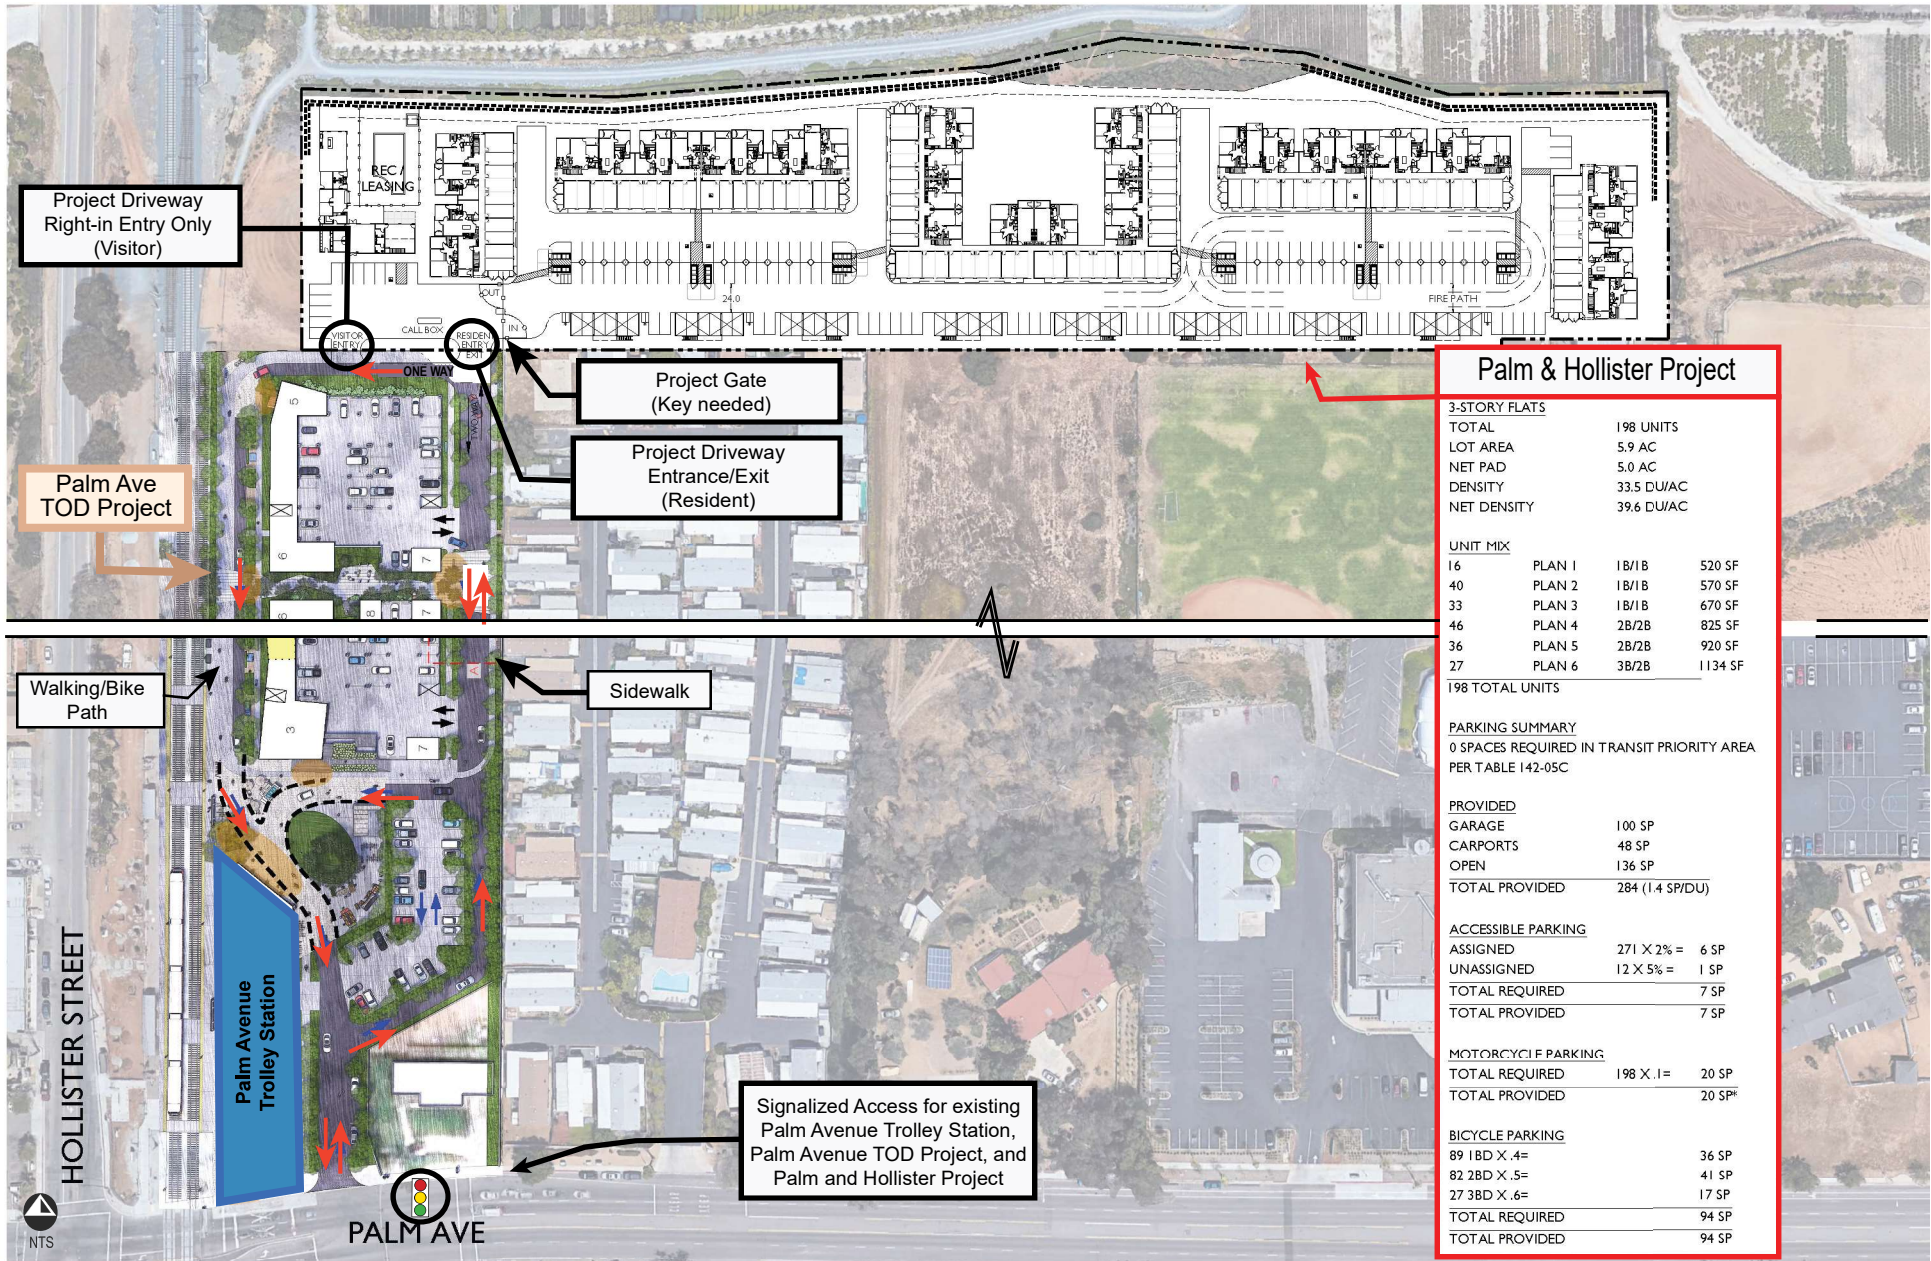 REC /
LEASING
Project Driveway
Right-in Entry Only
(Visitor)
OUT
24.0
FIRE PATH
CALL BOX
IN
VISITOR
ENTRY
RESIDEN
ENTRY/
EXIT
ONE WAY
TWO WAY
Project Gate
(Key needed)
Project Driveway
Entrance/Exit
(Resident)
Palm Ave
TOD Project
5
6
7
6
8
7
Walking/Bike
Path
A
Sidewalk
3
7
HOLLISTER STREET
Palm Avenue
Trolley Station
Signalized Access for existing
Palm Avenue Trolley Station,
Palm Avenue TOD Project, and
Palm and Hollister Project
PALM AVE
NTS
Palm & Hollister Project
3-STORY FLATS
TOTAL 198 UNITS
LOT AREA 5.9 AC
NET PAD 5.0 AC
DENSITY 33.5 DU/AC
NET DENSITY 39.6 DU/AC
UNIT MIX
16 PLAN 1 1B/1B 520 SF
40 PLAN 2 1B/1B 570 SF
33 PLAN 3 1B/1B 670 SF
46 PLAN 4 2B/2B 825 SF
36 PLAN 5 2B/2B 920 SF
27 PLAN 6 3B/2B 1134 SF
198 TOTAL UNITS
PARKING SUMMARY
0 SPACES REQUIRED IN TRANSIT PRIORITY AREA
PER TABLE 142-05C
PROVIDED
GARAGE 100 SP
CARPORTS 48 SP
OPEN 136 SP
TOTAL PROVIDED 284 (1.4 SP/DU)
ACCESSIBLE PARKING
ASSIGNED 271 X 2% = 6 SP
UNASSIGNED 12 X 5% = 1 SP
TOTAL REQUIRED 7 SP
TOTAL PROVIDED 7 SP
MOTORCYCLE PARKING
TOTAL REQUIRED 198 X .1= 20 SP
TOTAL PROVIDED 20 SP*
BICYCLE PARKING
89 1BD X .4= 36 SP
82 2BD X .5= 41 SP
27 3BD X .6= 17 SP
TOTAL REQUIRED 94 SP
TOTAL PROVIDED 94 SP